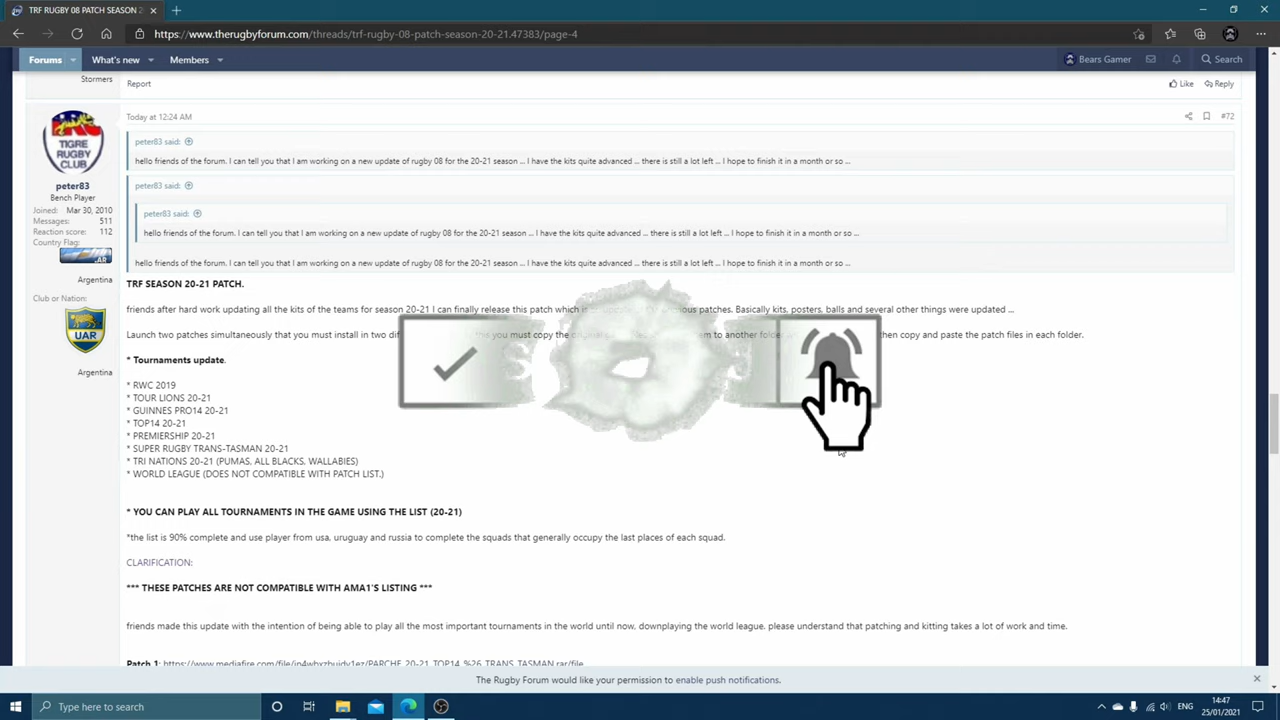 TRF RUGBY 08 PATCH SEASON 20-2
https://www.therugbyforum.com/threads/trf-rugby-08-patch-season-20-21.47383/page-4
Forums What's new Members Bears Gamer Search
Stormers
Report Like Reply
Today at 12:24 AM #72
TIGRE
RUGBY
CLUB
peter83
Bench Player
Joined: Mar 30, 2010
Messages: 511
Reaction score: 112
Country Flag:
.AR
Argentina
Club or Nation:
UAR
Argentina
peter83 said:
hello friends of the forum. I can tell you that I am working on a new update of rugby 08 for the 20-21 season ... I have the kits quite advanced ... there is still a lot left ... I hope to finish it in a month or so ...
peter83 said:
peter83 said:
hello friends of the forum. I can tell you that I am working on a new update of rugby 08 for the 20-21 season ... I have the kits quite advanced ... there is still a lot left ... I hope to finish it in a month or so ...
hello friends of the forum. I can tell you that I am working on a new update of rugby 08 for the 20-21 season ... I have the kits quite advanced ... there is still a lot left ... I hope to finish it in a month or so ...
TRF SEASON 20-21 PATCH.
friends after hard work updating all the kits of the teams for season 20-21 I can finally release this patch which is patches. Basically kits, posters, balls and several other things were updated ...
Launch two patches simultaneously that you must install in two you must copy the to another then copy and paste the patch files in each folder.
* Tournaments update.
* RWC 2019
* TOUR LIONS 20-21
* GUINNES PRO14 20-21
* TOP14 20-21
* PREMIERSHIP 20-21
* SUPER RUGBY TRANS-TASMAN 20-21
* TRI NATIONS 20-21 (PUMAS, ALL BLACKS, WALLABIES)
* WORLD LEAGUE (DOES NOT COMPATIBLE WITH PATCH LIST.)
* YOU CAN PLAY ALL TOURNAMENTS IN THE GAME USING THE LIST (20-21)
*the list is 90% complete and use player from usa, uruguay and russia to complete the squads that generally occupy the last places of each squad.
CLARIFICATION:
*** THESE PATCHES ARE NOT COMPATIBLE WITH AMA1'S LISTING ***
friends made this update with the intention of being able to play all the most important tournaments in the world until now, downplaying the world league, please understand that patching and kitting takes a lot of work and time.
Patch 1:
The Rugby Forum would like your permission to enable push notifications.
Type here to search
ENG
14:47
25/01/2021